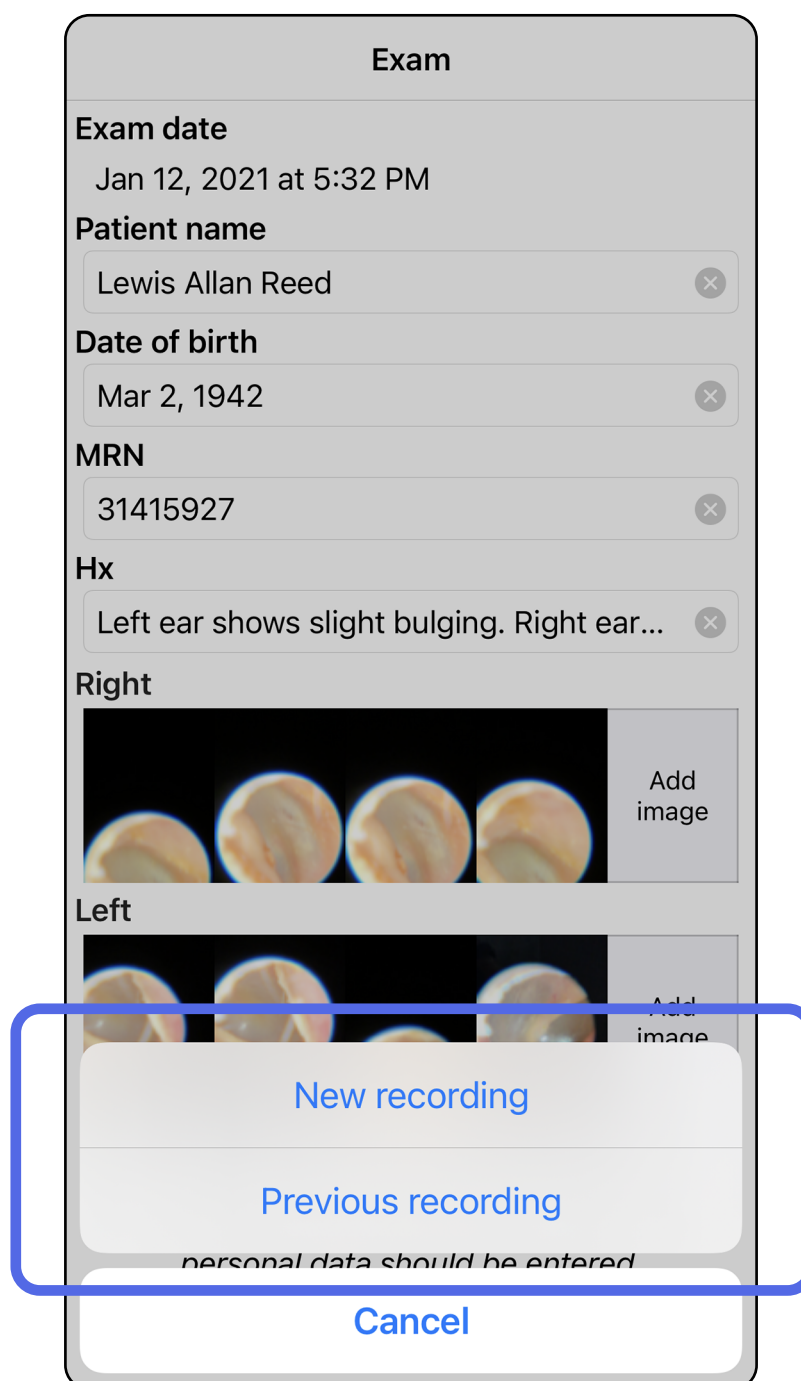 Exam
Exam date
Jan 12, 2021 at 5:32 PM
Patient name
Lewis Allan Reed
Date of birth
Mar 2, 1942
MRN
31415927
Hx
Left ear shows slight bulging. Right ear...
Right
Add
image
Left
Add
image
New recording
Previous recording
personal data should be entered
Cancel